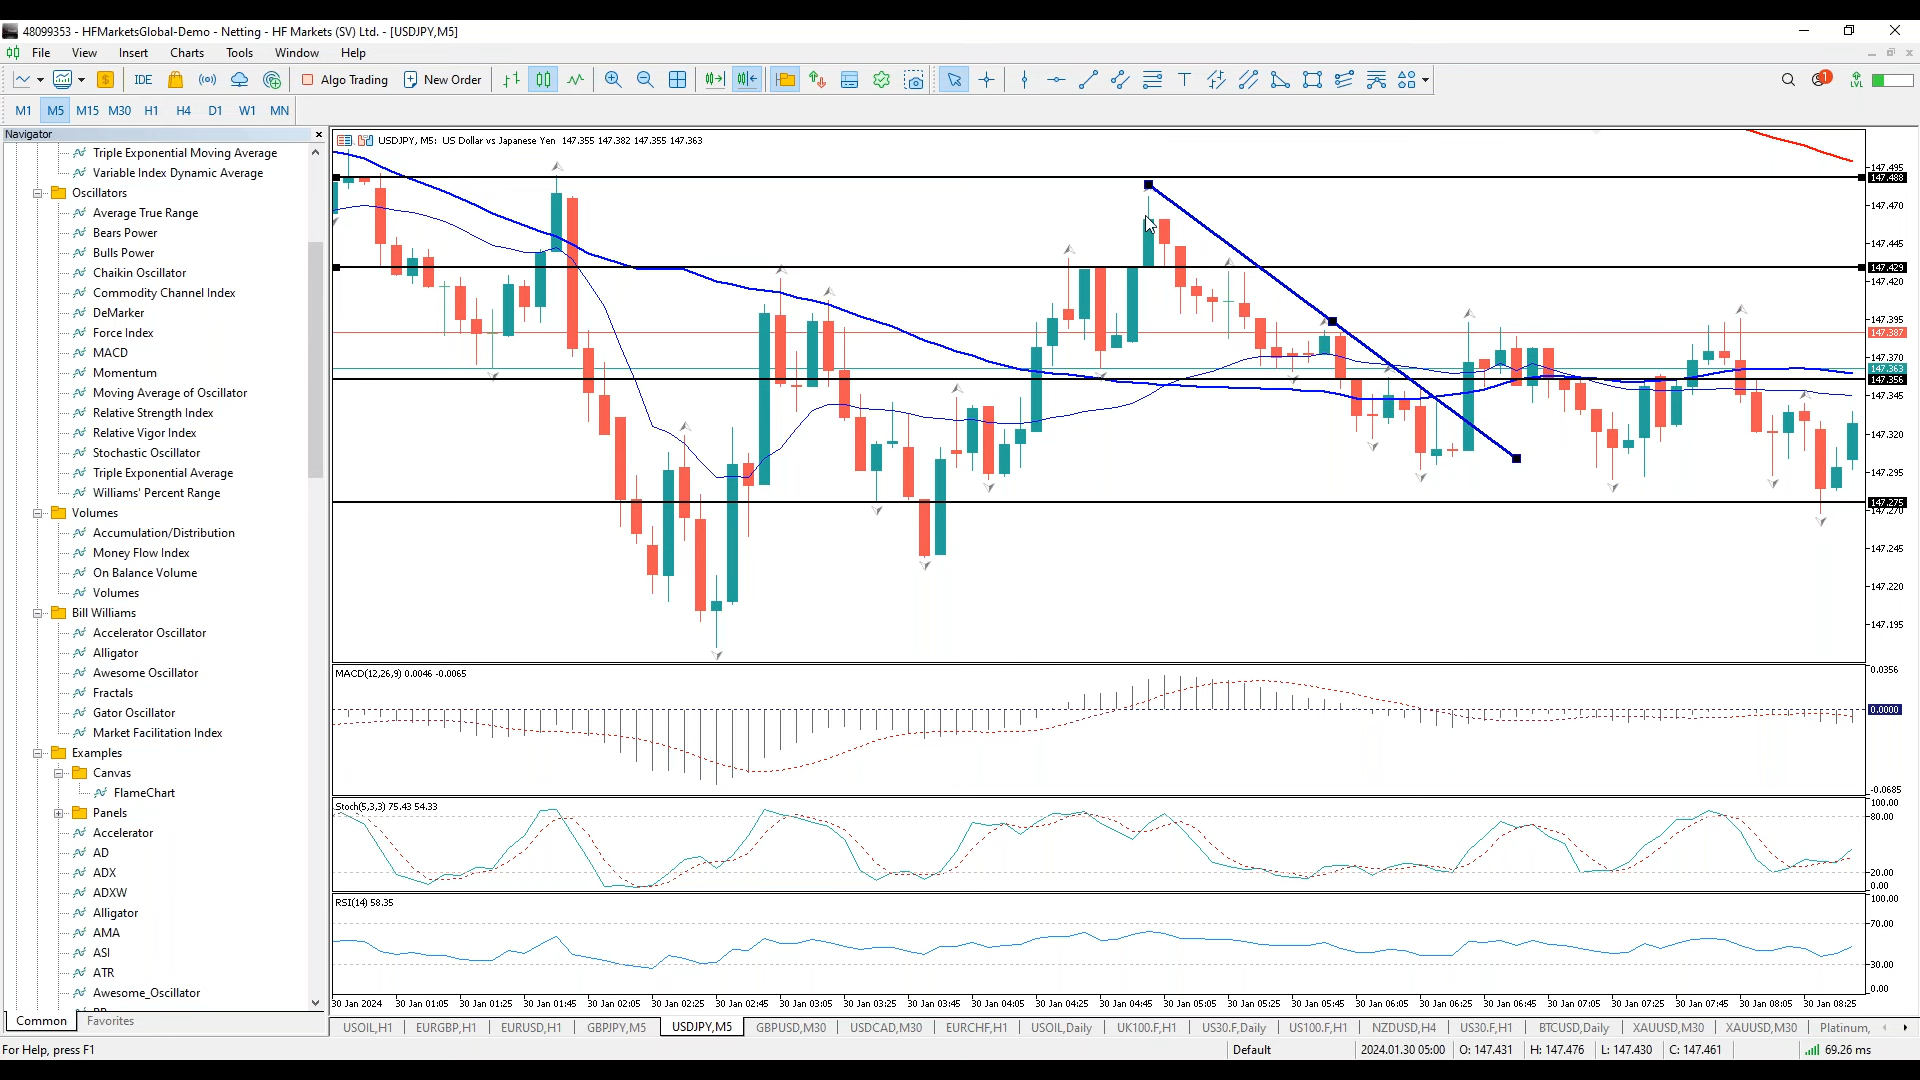 48099353 - HFMarketsGlobal-Demo - Netting - HF Markets (SV) Ltd. - [USDJPY,M5]
File View Insert Charts Tools Window Help
IDE Algo Trading New Order
M1 M5 M15 M30 H1 H4 D1 W1 MN
Navigator
Triple Exponential Moving Average
Variable Index Dynamic Average
Oscillators
Average True Range
Bears Power
Bulls Power
Chaikin Oscillator
Commodity Channel Index
DeMarker
Force Index
MACD
Momentum
Moving Average of Oscillator
Relative Strength Index
Relative Vigor Index
Stochastic Oscillator
Triple Exponential Average
Williams' Percent Range
Volumes
Accumulation/Distribution
Money Flow Index
On Balance Volume
Volumes
Bill Williams
Accelerator Oscillator
Alligator
Awesome Oscillator
Fractals
Gator Oscillator
Market Facilitation Index
Examples
Canvas
FlameChart
Panels
Accelerator
AD
ADX
ADXW
Alligator
AMA
ASI
ATR
Awesome_Oscillator
Common Favorites
USDJPY, M5: US Dollar vs Japanese Yen 147.355 147.382 147.355 147.363
147.495
147.488
147.470
147.445
147.429
147.420
147.395
147.387
147.370
147.363
147.356
147.345
147.320
147.295
147.275
147.270
147.245
147.220
147.195
MACD(12,26,9) 0.0046 -0.0065
0.0356
0.0000
-0.0685
Stoch(5,3,3) 75.43 54.33
100.00
80.00
20.00
0.00
RSI(14) 58.35
100.00
70.00
30.00
0.00
30 Jan 2024 30 Jan 01:05 30 Jan 01:25 30 Jan 01:45 30 Jan 02:05 30 Jan 02:25 30 Jan 02:45 30 Jan 03:05 30 Jan 03:25 30 Jan 03:45 30 Jan 04:05 30 Jan 04:25 30 Jan 04:45 30 Jan 05:05 30 Jan 05:25 30 Jan 05:45 30 Jan 06:05 30 Jan 06:25 30 Jan 06:45 30 Jan 07:05 30 Jan 07:25 30 Jan 07:45 30 Jan 08:05 30 Jan 08:25
USOIL,H1 EURGBP,H1 EURUSD,H1 GBPJPY,M5 USDJPY,M5 GBPUSD,M30 USDCAD,M30 EURCHF,H1 USOIL,Daily UK100.F,H1 US30.F,Daily US100.F,H1 NZDUSD,H4 US30.F,H1 BTCUSD,Daily XAUUSD,M30 XAUUSD,M30 Platinum,
For Help, press F1 Default 2024.01.30 05:00 O: 147.431 H: 147.476 L: 147.430 C: 147.461 69.26 ms